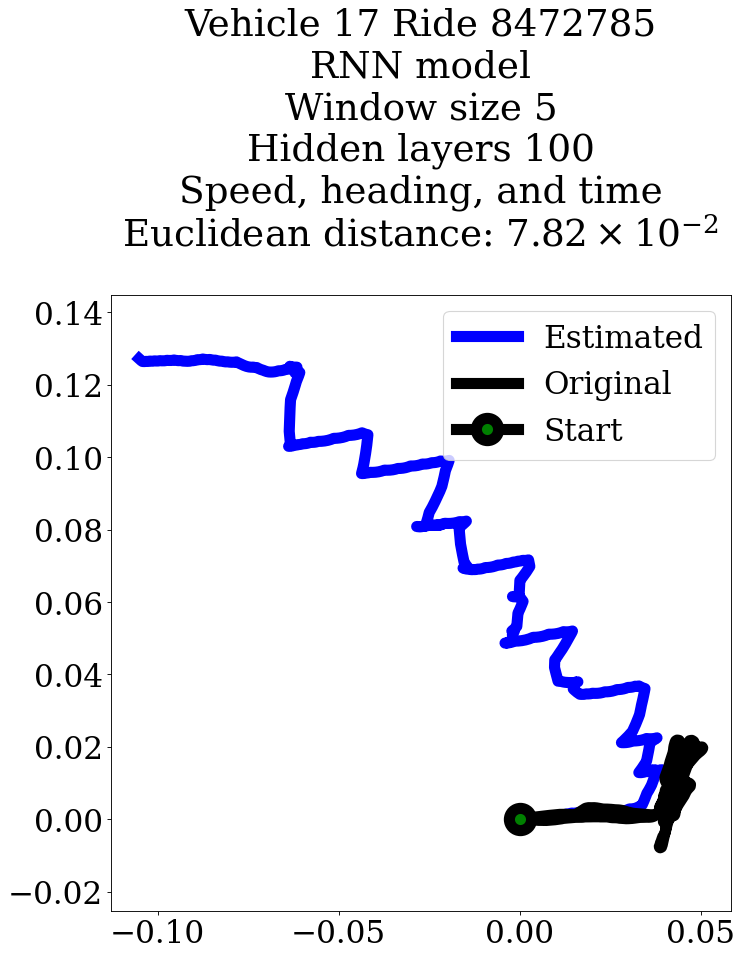 Vehicle 17 Ride 8472785
RNN model
Window size 5
Hidden layers 100
Speed, heading, and time
Euclidean distance: 7.82 × 10⁻²
Estimated
Original
Start
0.14
0.12
0.10
0.08
0.06
0.04
0.02
0.00
−0.02
−0.10 −0.05 0.00 0.05